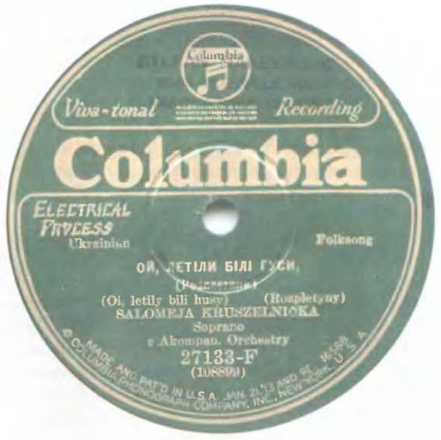 Columbia
Viva-tonal Recording
Columbia
ELECTRICAL
PROCESS
Ukrainian Folksong
ОЙ, ЛЕТІЛИ БІЛІ ГУСИ,
(Розплетини)
(Oi, letily bili husy) (Rozpletyny)
SALOMEJA KRUSZELNICKA
Soprano
z Akompan. Orchestry
27133-F
(108899)
MADE AND PAT'D IN U.S.A. JAN. 21,'13 AND RE. 16588
© COLUMBIA PHONOGRAPH COMPANY, INC., NEW YORK, U.S.A.